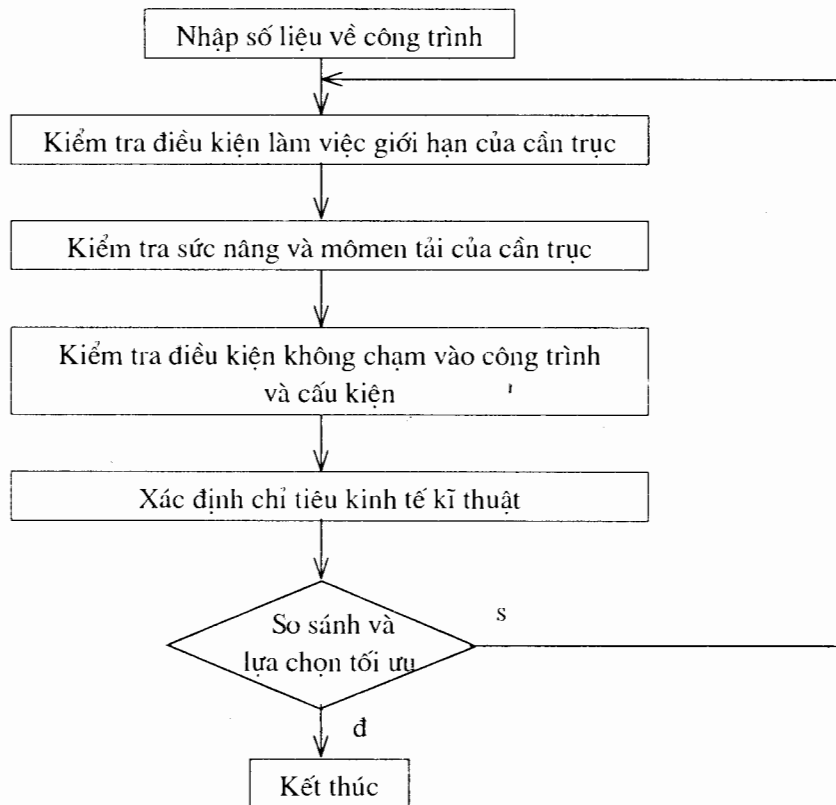 Nhập số liệu về công trình
Kiểm tra điều kiện làm việc giới hạn của cần trục
Kiểm tra sức nâng và mômen tải của cần trục
Kiểm tra điều kiện không chạm vào công trình
và cấu kiện
Xác định chỉ tiêu kinh tế kĩ thuật
So sánh và
lựa chọn tối ưu
s
đ
Kết thúc